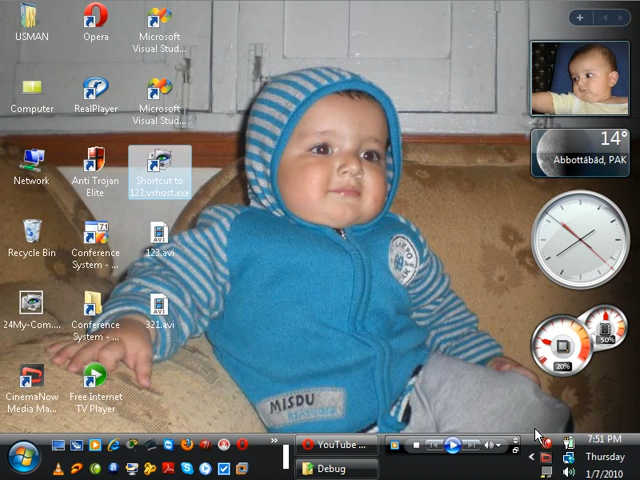 USMAN
Opera
Microsoft
Visual Stud...
Computer
RealPlayer
Microsoft
Visual Stud...
Network
Anti Trojan
Elite
Shortcut to
123.vshost.exe
Recycle Bin
Conference
System - ...
123.avi
24My-Com....
Conference
System - ...
321.avi
CinemaNow
Media Ma...
Free Internet
TV Player
14°
Abbottābād, PAK
50%
20%
MISDU
YouTube ...
Debug
7:51 PM
Thursday
1/7/2010